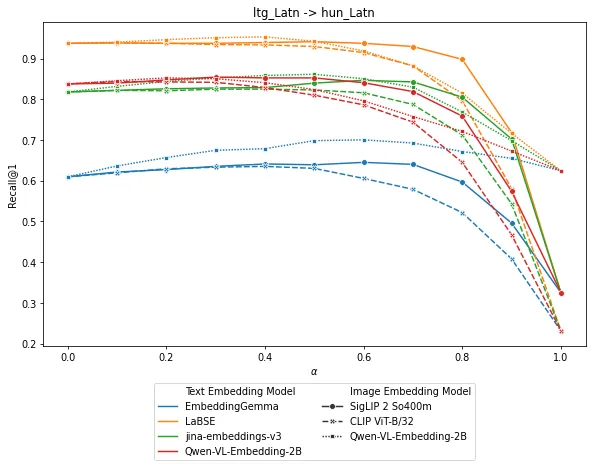 ltg_Latn -> hun_Latn
Recall@1
0.9
0.8
0.7
0.6
0.5
0.4
0.3
0.2
0.0 0.2 0.4 0.6 0.8 1.0
α
Text Embedding Model Image Embedding Model
EmbeddingGemma SigLIP 2 So400m
LaBSE CLIP ViT-B/32
jina-embeddings-v3 Qwen-VL-Embedding-2B
Qwen-VL-Embedding-2B